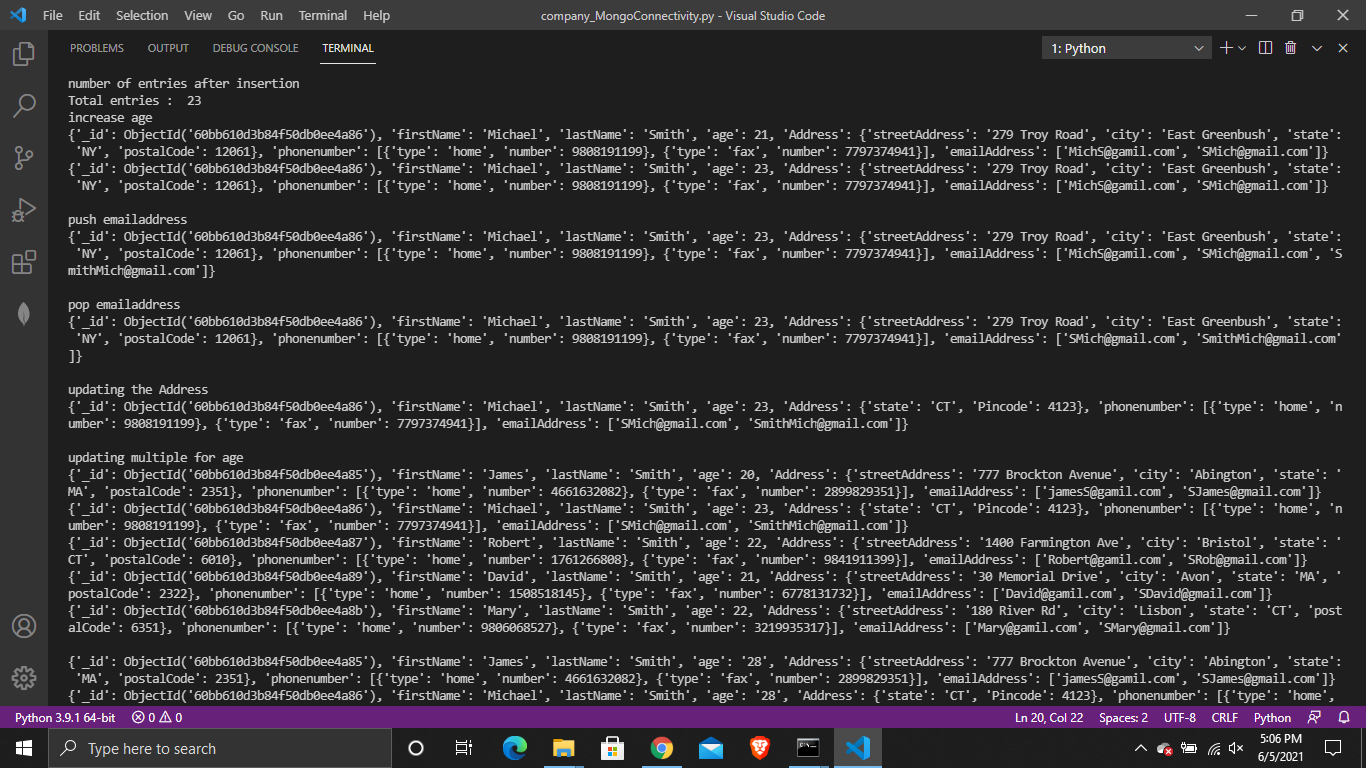 File Edit Selection View Go Run Terminal Help company_MongoConnectivity.py - Visual Studio Code
PROBLEMS OUTPUT DEBUG CONSOLE TERMINAL 1: Python
number of entries after insertion
Total entries :  23
increase age
{'_id': ObjectId('60bb610d3b84f50db0ee4a86'), 'firstName': 'Michael', 'lastName': 'Smith', 'age': 21, 'Address': {'streetAddress': '279 Troy Road', 'city': 'East Greenbush', 'state':
 'NY', 'postalCode': 12061}, 'phonenumber': [{'type': 'home', 'number': 9808191199}, {'type': 'fax', 'number': 7797374941}], 'emailAddress': ['MichS@gamil.com', 'SMich@gmail.com']}
{'_id': ObjectId('60bb610d3b84f50db0ee4a86'), 'firstName': 'Michael', 'lastName': 'Smith', 'age': 23, 'Address': {'streetAddress': '279 Troy Road', 'city': 'East Greenbush', 'state':
 'NY', 'postalCode': 12061}, 'phonenumber': [{'type': 'home', 'number': 9808191199}, {'type': 'fax', 'number': 7797374941}], 'emailAddress': ['MichS@gamil.com', 'SMich@gmail.com']}
push emailaddress
{'_id': ObjectId('60bb610d3b84f50db0ee4a86'), 'firstName': 'Michael', 'lastName': 'Smith', 'age': 23, 'Address': {'streetAddress': '279 Troy Road', 'city': 'East Greenbush', 'state':
 'NY', 'postalCode': 12061}, 'phonenumber': [{'type': 'home', 'number': 9808191199}, {'type': 'fax', 'number': 7797374941}], 'emailAddress': ['MichS@gamil.com', 'SMich@gmail.com', 'S
mithMich@gmail.com']}
pop emailaddress
{'_id': ObjectId('60bb610d3b84f50db0ee4a86'), 'firstName': 'Michael', 'lastName': 'Smith', 'age': 23, 'Address': {'streetAddress': '279 Troy Road', 'city': 'East Greenbush', 'state':
 'NY', 'postalCode': 12061}, 'phonenumber': [{'type': 'home', 'number': 9808191199}, {'type': 'fax', 'number': 7797374941}], 'emailAddress': ['SMich@gmail.com', 'SmithMich@gmail.com'
]}
updating the Address
{'_id': ObjectId('60bb610d3b84f50db0ee4a86'), 'firstName': 'Michael', 'lastName': 'Smith', 'age': 23, 'Address': {'state': 'CT', 'Pincode': 4123}, 'phonenumber': [{'type': 'home', 'n
umber': 9808191199}, {'type': 'fax', 'number': 7797374941}], 'emailAddress': ['SMich@gmail.com', 'SmithMich@gmail.com']}
updating multiple for age
{'_id': ObjectId('60bb610d3b84f50db0ee4a85'), 'firstName': 'James', 'lastName': 'Smith', 'age': 20, 'Address': {'streetAddress': '777 Brockton Avenue', 'city': 'Abington', 'state': '
MA', 'postalCode': 2351}, 'phonenumber': [{'type': 'home', 'number': 4661632082}, {'type': 'fax', 'number': 2899829351}], 'emailAddress': ['jamesS@gamil.com', 'SJames@gmail.com']}
{'_id': ObjectId('60bb610d3b84f50db0ee4a86'), 'firstName': 'Michael', 'lastName': 'Smith', 'age': 23, 'Address': {'state': 'CT', 'Pincode': 4123}, 'phonenumber': [{'type': 'home', 'n
umber': 9808191199}, {'type': 'fax', 'number': 7797374941}], 'emailAddress': ['SMich@gmail.com', 'SmithMich@gmail.com']}
{'_id': ObjectId('60bb610d3b84f50db0ee4a87'), 'firstName': 'Robert', 'lastName': 'Smith', 'age': 22, 'Address': {'streetAddress': '1400 Farmington Ave', 'city': 'Bristol', 'state': '
CT', 'postalCode': 6010}, 'phonenumber': [{'type': 'home', 'number': 1761266808}, {'type': 'fax', 'number': 9841911399}], 'emailAddress': ['Robert@gamil.com', 'SRob@gmail.com']}
{'_id': ObjectId('60bb610d3b84f50db0ee4a89'), 'firstName': 'David', 'lastName': 'Smith', 'age': 21, 'Address': {'streetAddress': '30 Memorial Drive', 'city': 'Avon', 'state': 'MA', '
postalCode': 2322}, 'phonenumber': [{'type': 'home', 'number': 1508518145}, {'type': 'fax', 'number': 6778131732}], 'emailAddress': ['David@gamil.com', 'SDavid@gmail.com']}
{'_id': ObjectId('60bb610d3b84f50db0ee4a8b'), 'firstName': 'Mary', 'lastName': 'Smith', 'age': 22, 'Address': {'streetAddress': '180 River Rd', 'city': 'Lisbon', 'state': 'CT', 'post
alCode': 6351}, 'phonenumber': [{'type': 'home', 'number': 9806068527}, {'type': 'fax', 'number': 3219935317}], 'emailAddress': ['Mary@gamil.com', 'SMary@gmail.com']}
{'_id': ObjectId('60bb610d3b84f50db0ee4a85'), 'firstName': 'James', 'lastName': 'Smith', 'age': '28', 'Address': {'streetAddress': '777 Brockton Avenue', 'city': 'Abington', 'state':
 'MA', 'postalCode': 2351}, 'phonenumber': [{'type': 'home', 'number': 4661632082}, {'type': 'fax', 'number': 2899829351}], 'emailAddress': ['jamesS@gamil.com', 'SJames@gmail.com']}
{'_id': ObjectId('60bb610d3b84f50db0ee4a86'), 'firstName': 'Michael', 'lastName': 'Smith', 'age': '28', 'Address': {'state': 'CT', 'Pincode': 4123}, 'phonenumber': [{'type': 'home',
Python 3.9.1 64-bit 0 0 Ln 20, Col 22 Spaces: 2 UTF-8 CRLF Python
Type here to search 5:06 PM
6/5/2021